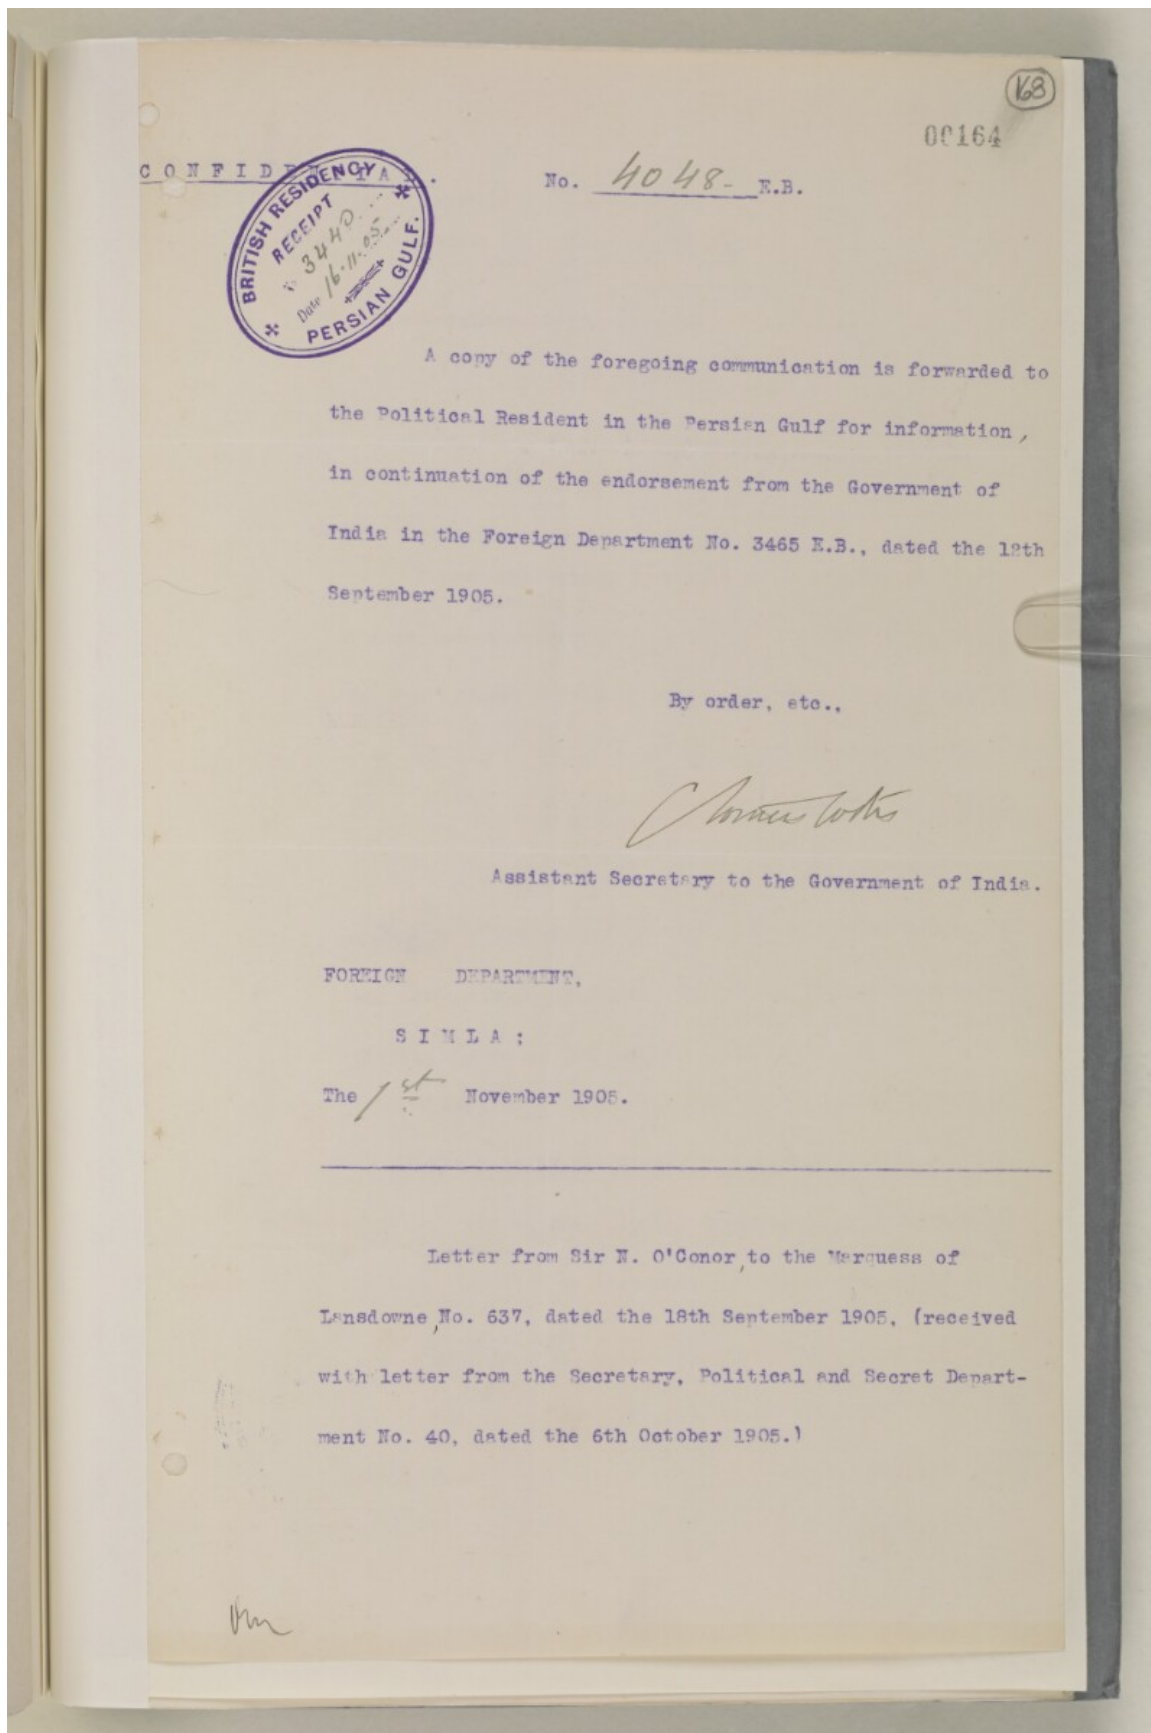 168
00164
CONFIDENTIAL.
No. 4048- E.B.
BRITISH RESIDENCY
RECEIPT
No 3440
Date 16.11.05
PERSIAN GULF.
A copy of the foregoing communication is forwarded to
the Political Resident in the Persian Gulf for information,
in continuation of the endorsement from the Government of
India in the Foreign Department No. 3465 E.B., dated the 12th
September 1905.
By order, etc.,
Assistant Secretary to the Government of India.
FOREIGN DEPARTMENT,
SIMLA;
The 1st November 1905.
Letter from Sir N. O'Conor, to the Marquess of
Lansdowne, No. 637, dated the 18th September 1905, (received
with letter from the Secretary, Political and Secret Depart-
ment No. 40, dated the 6th October 1905.)